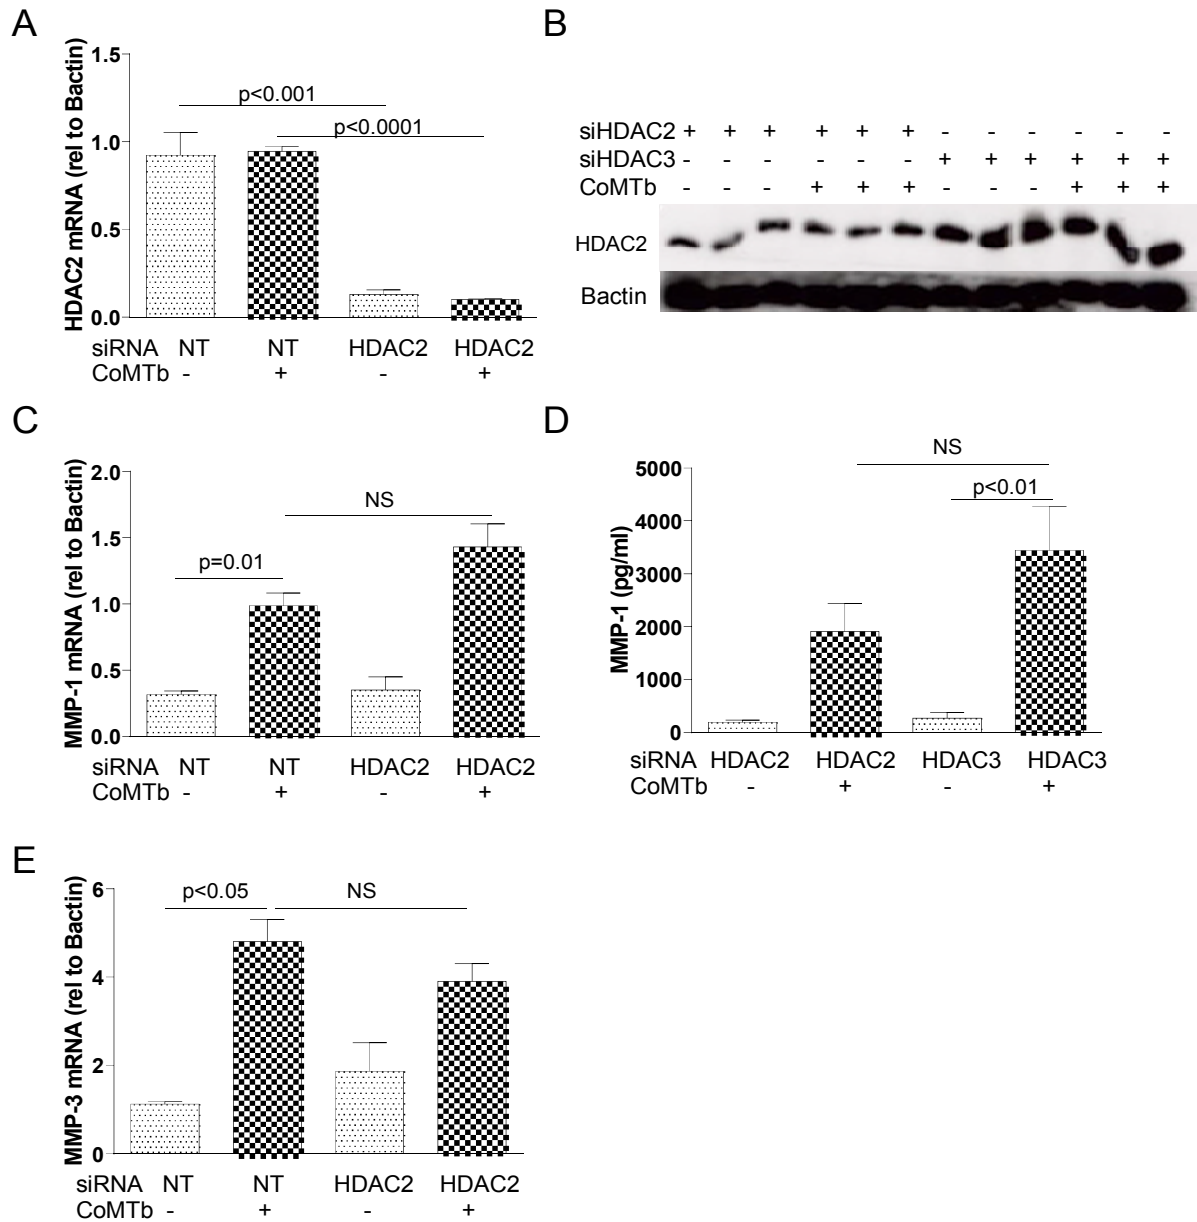 A
HDAC2 mRNA (rel to Bactin)
1.5
1.0
0.5
0.0
p<0.001
p<0.0001
siRNA NT NT HDAC2 HDAC2
CoMTb - + - +
B
siHDAC2 + + + + + + - - - - - -
siHDAC3 - - - - - - + + + + + +
CoMTb - - - + + + - - - + + +
HDAC2
Bactin
C
MMP-1 mRNA (rel to Bactin)
2.0
1.5
1.0
0.5
0.0
NS
p=0.01
siRNA NT NT HDAC2 HDAC2
CoMTb - + - +
D
MMP-1 (pg/ml)
5000
4000
3000
2000
1000
0
NS
p<0.01
siRNA HDAC2 HDAC2 HDAC3 HDAC3
CoMTb - + - +
E
MMP-3 mRNA (rel to Bactin)
6
4
2
0
p<0.05 NS
siRNA NT NT HDAC2 HDAC2
CoMTb - + - +